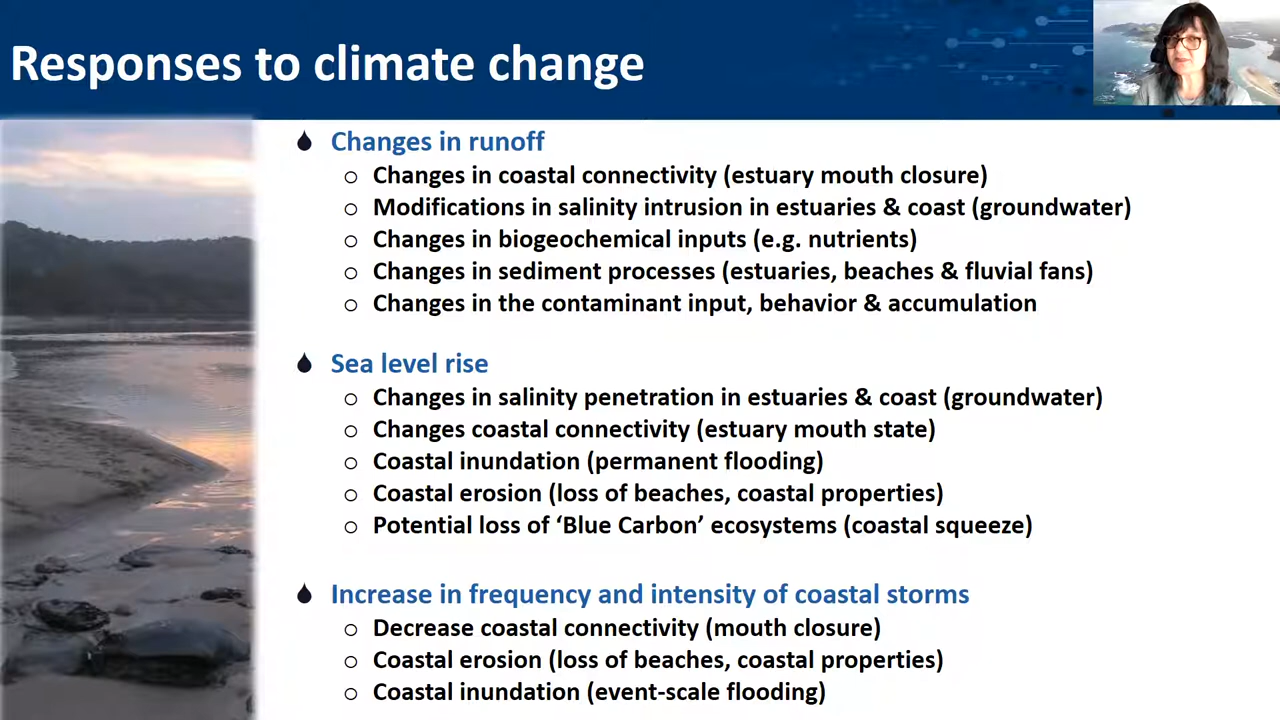 Responses to climate change
Changes in runoff
o Changes in coastal connectivity (estuary mouth closure)
o Modifications in salinity intrusion in estuaries & coast (groundwater)
o Changes in biogeochemical inputs (e.g. nutrients)
o Changes in sediment processes (estuaries, beaches & fluvial fans)
o Changes in the contaminant input, behavior & accumulation
Sea level rise
o Changes in salinity penetration in estuaries & coast (groundwater)
o Changes coastal connectivity (estuary mouth state)
o Coastal inundation (permanent flooding)
o Coastal erosion (loss of beaches, coastal properties)
o Potential loss of ‘Blue Carbon’ ecosystems (coastal squeeze)
Increase in frequency and intensity of coastal storms
o Decrease coastal connectivity (mouth closure)
o Coastal erosion (loss of beaches, coastal properties)
o Coastal inundation (event-scale flooding)